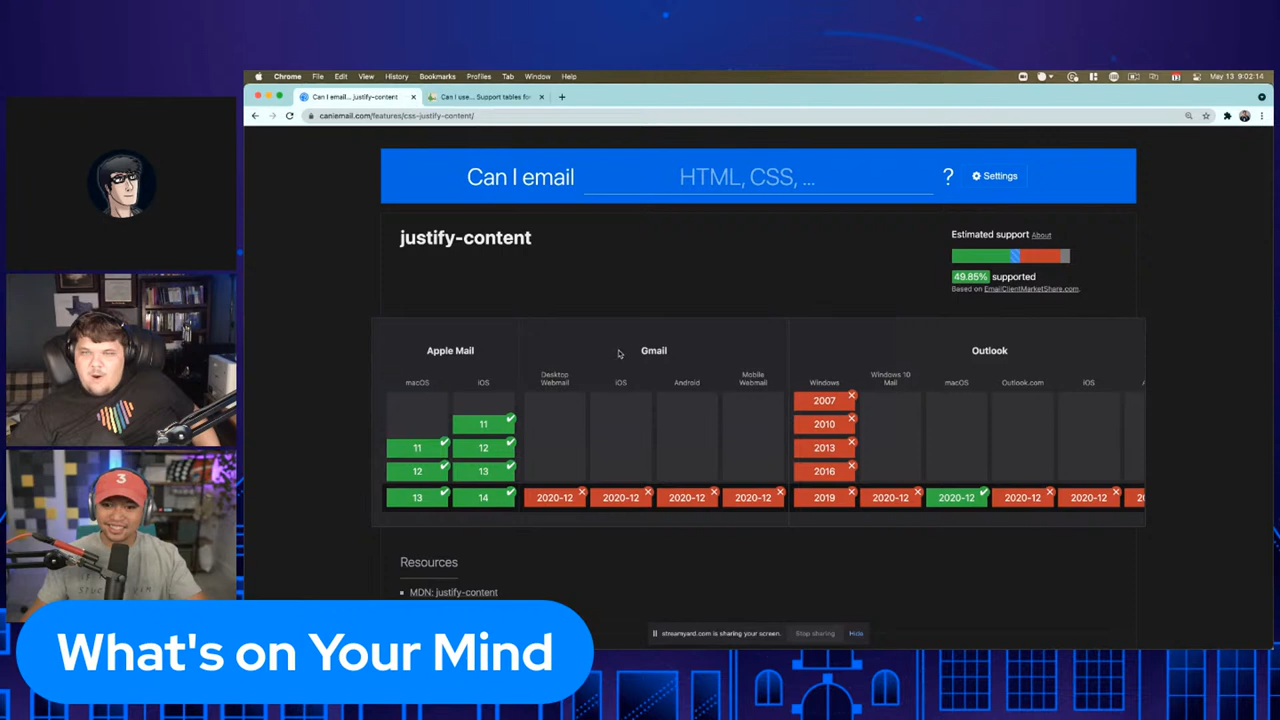 Chrome File Edit View History Bookmarks Profiles Tab Window Help May 13 9:02:14
Can I email... justify-content Can I use... Support tables for
caniemail.com/features/css-justify-content/
Can I email HTML, CSS, ... ? Settings
justify-content
Estimated support About
49.85% supported
Based on EmailClientMarketShare.com.
Apple Mail Gmail Outlook
macOS iOS Desktop Webmail iOS Android Mobile Webmail Windows Windows 10 Mail macOS Outlook.com iOS
2007
11 2010
11 12 2013
12 13 2016
13 14 2020-12 2020-12 2020-12 2020-12 2019 2020-12 2020-12 2020-12 2020-12 20
Resources
MDN: justify-content
streamyard.com is sharing your screen. Stop sharing Hide
3
What's on Your Mind